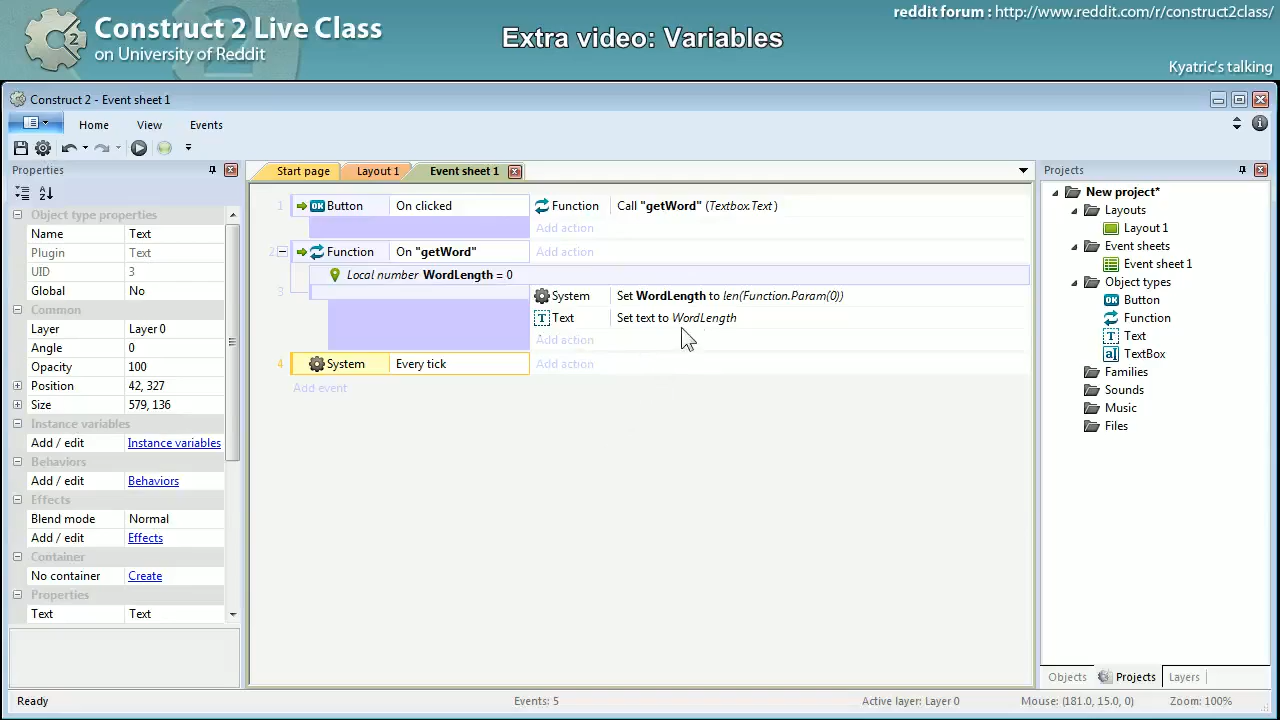 Construct 2 Live Class
on University of Reddit
Extra video: Variables
reddit forum : http://www.reddit.com/r/construct2class/
Kyatric's talking
Construct 2 - Event sheet 1
Home View Events
Properties
Start page
Layout 1
Event sheet 1
Projects
Object type properties
Name Text
Plugin Text
UID 3
Global No
Common
Layer Layer 0
Angle 0
Opacity 100
Position 42, 327
Size 579, 136
Instance variables
Add / edit Instance variables
Behaviors
Add / edit Behaviors
Effects
Blend mode Normal
Add / edit Effects
Container
No container Create
Properties
Text Text
1 OK Button On clicked Function Call "getWord" (Textbox.Text )
Add action
2 Function On "getWord" Add action
Local number WordLength = 0
3 System Set WordLength to len(Function.Param(0))
T Text Set text to WordLength
Add action
4 System Every tick Add action
Add event
New project*
Layouts
Layout 1
Event sheets
Event sheet 1
Object types
OK Button
Function
T Text
a TextBox
Families
Sounds
Music
Files
Objects Projects Layers
Ready Events: 5 Active layer: Layer 0 Mouse: (181.0, 15.0, 0) Zoom: 100%